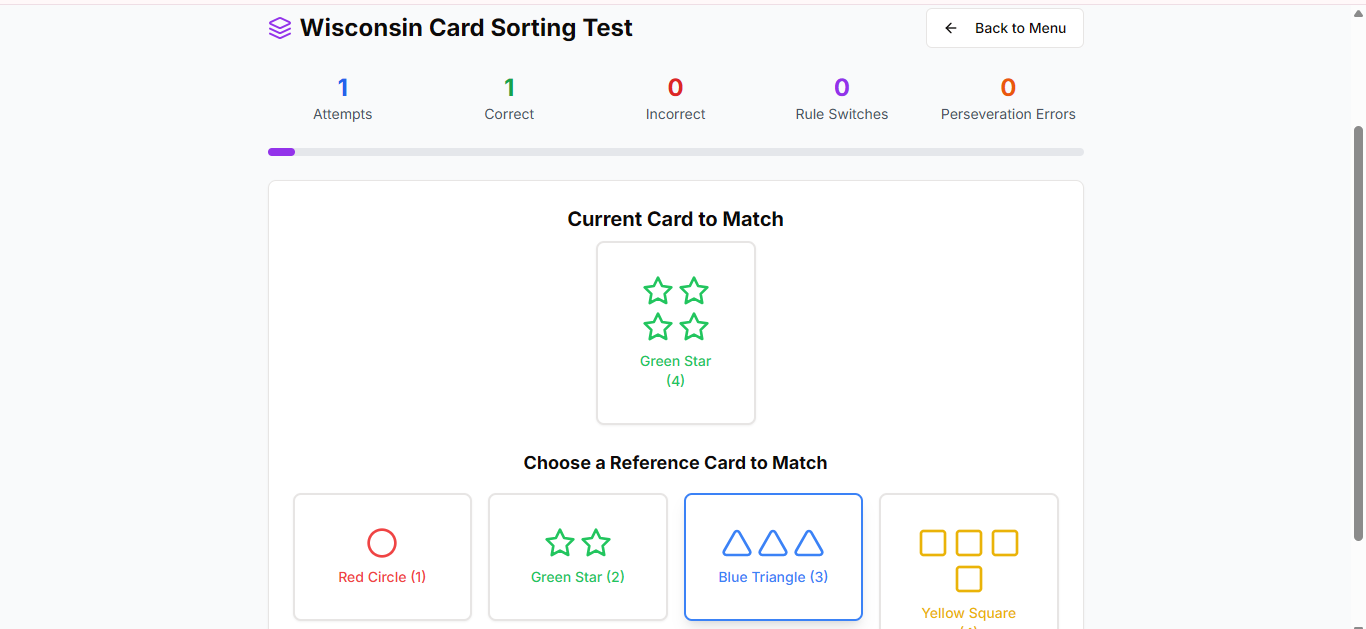 Wisconsin Card Sorting Test
Back to Menu
1
Attempts
1
Correct
0
Incorrect
0
Rule Switches
0
Perseveration Errors
Current Card to Match
Green Star
(4)
Choose a Reference Card to Match
Red Circle (1)
Green Star (2)
Blue Triangle (3)
Yellow Square